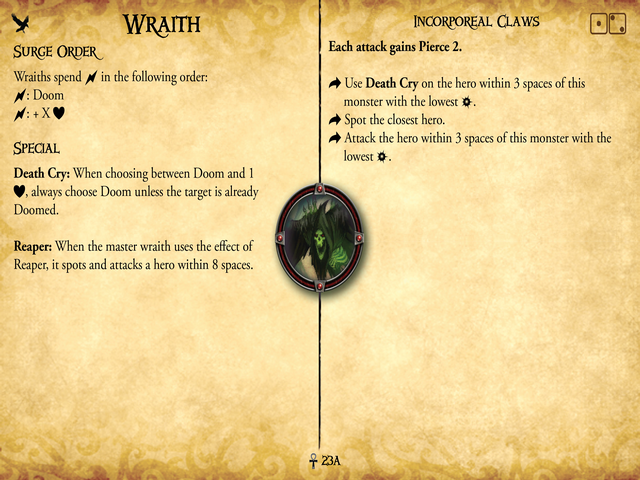 Wraith
Surge Order
Wraiths spend in the following order:
: Doom
: + X
Special
Death Cry: When choosing between Doom and 1
, always choose Doom unless the target is already
Doomed.
Reaper: When the master wraith uses the effect of
Reaper, it spots and attacks a hero within 8 spaces.
Incorporeal Claws
Each attack gains Pierce 2.
Use Death Cry on the hero within 3 spaces of this
monster with the lowest .
Spot the closest hero.
Attack the hero within 3 spaces of this monster with the
lowest .
23A